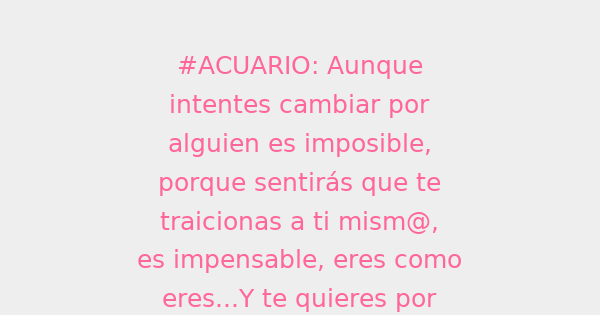 #ACUARIO: Aunque
intentes cambiar por
alguien es imposible,
porque sentirás que te
traicionas a ti mism@,
es impensable, eres como
eres...Y te quieres por